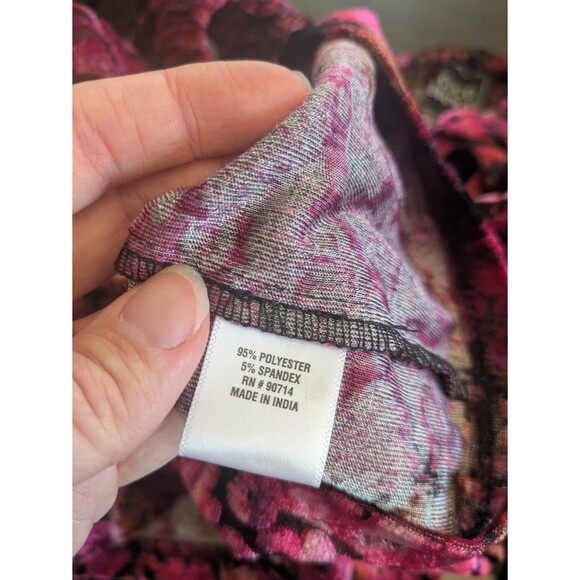 95% POLYESTER
5% SPANDEX
RN # 90714
MADE IN INDIA